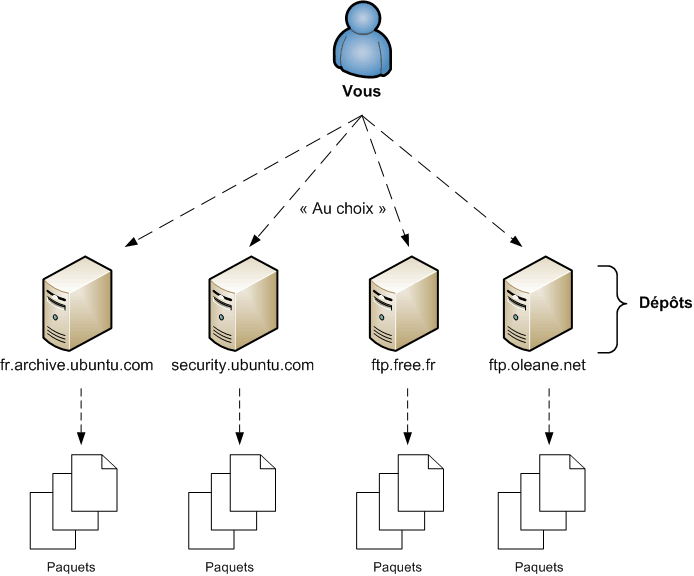 Vous
« Au choix »
Dépôts
fr.archive.ubuntu.com
security.ubuntu.com
ftp.free.fr
ftp.oleane.net
Paquets
Paquets
Paquets
Paquets